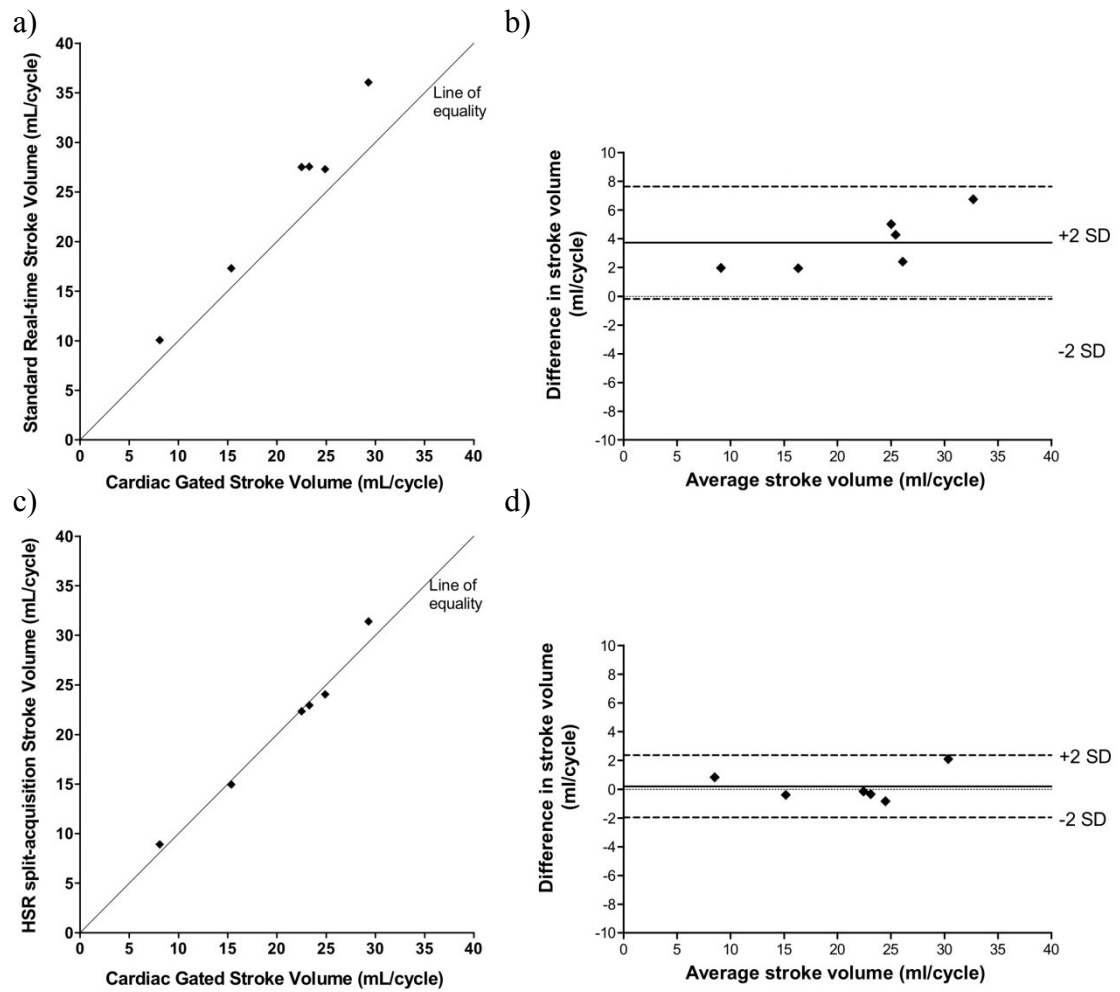 a)
Standard Real-time Stroke Volume (mL/cycle)
40
35
30
25
20
15
10
5
0
Line of
equality
0 5 10 15 20 25 30 35 40
Cardiac Gated Stroke Volume (mL/cycle)
b)
Difference in stroke volume
(ml/cycle)
10
8
6
4
2
0
-2
-4
-6
-8
-10
+2 SD
-2 SD
0 5 10 15 20 25 30 35 40
Average stroke volume (ml/cycle)
c)
HSR split-acquisition Stroke Volume (mL/cycle)
40
35
30
25
20
15
10
5
0
Line of
equality
0 5 10 15 20 25 30 35 40
Cardiac Gated Stroke Volume (mL/cycle)
d)
Difference in stroke volume
(ml/cycle)
10
8
6
4
2
0
-2
-4
-6
-8
-10
+2 SD
-2 SD
0 5 10 15 20 25 30 35 40
Average stroke volume (ml/cycle)